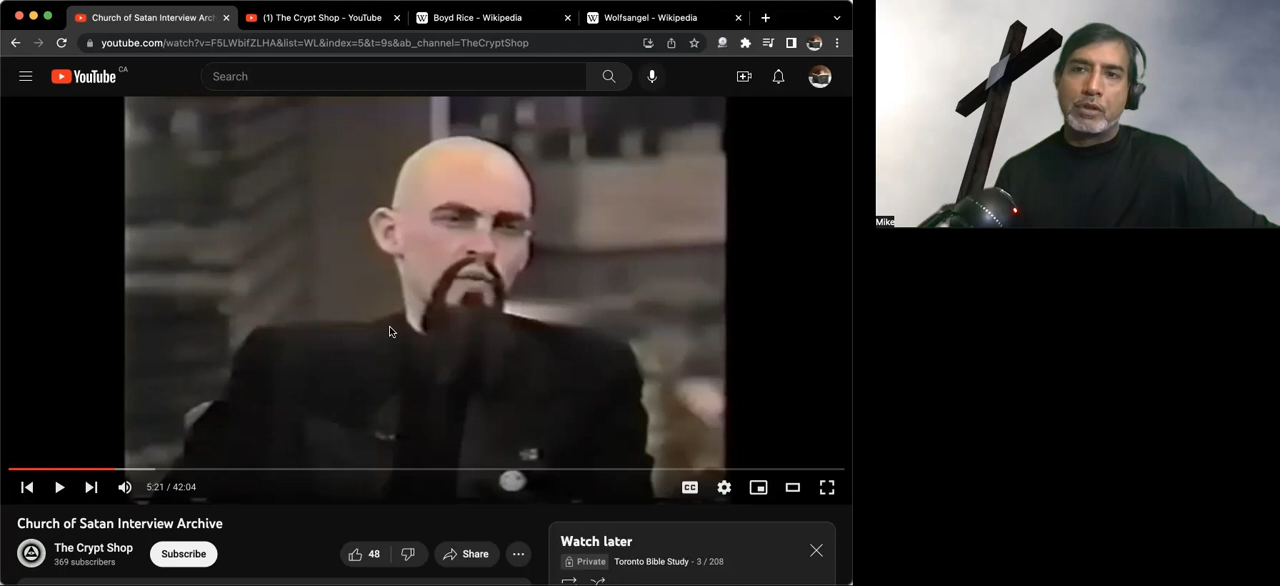 Church of Satan Interview Archi
(1) The Crypt Shop - YouTube
Boyd Rice - Wikipedia
Wolfsangel - Wikipedia
youtube.com/watch?v=F5LWbifZLHA&list=WL&index=5&t=9s&ab_channel=TheCryptShop
YouTube CA
Search
5:21 / 42:04
CC
Church of Satan Interview Archive
The Crypt Shop
369 subscribers
Subscribe
48
Share
Watch later
Private Toronto Bible Study - 3 / 208
Mike